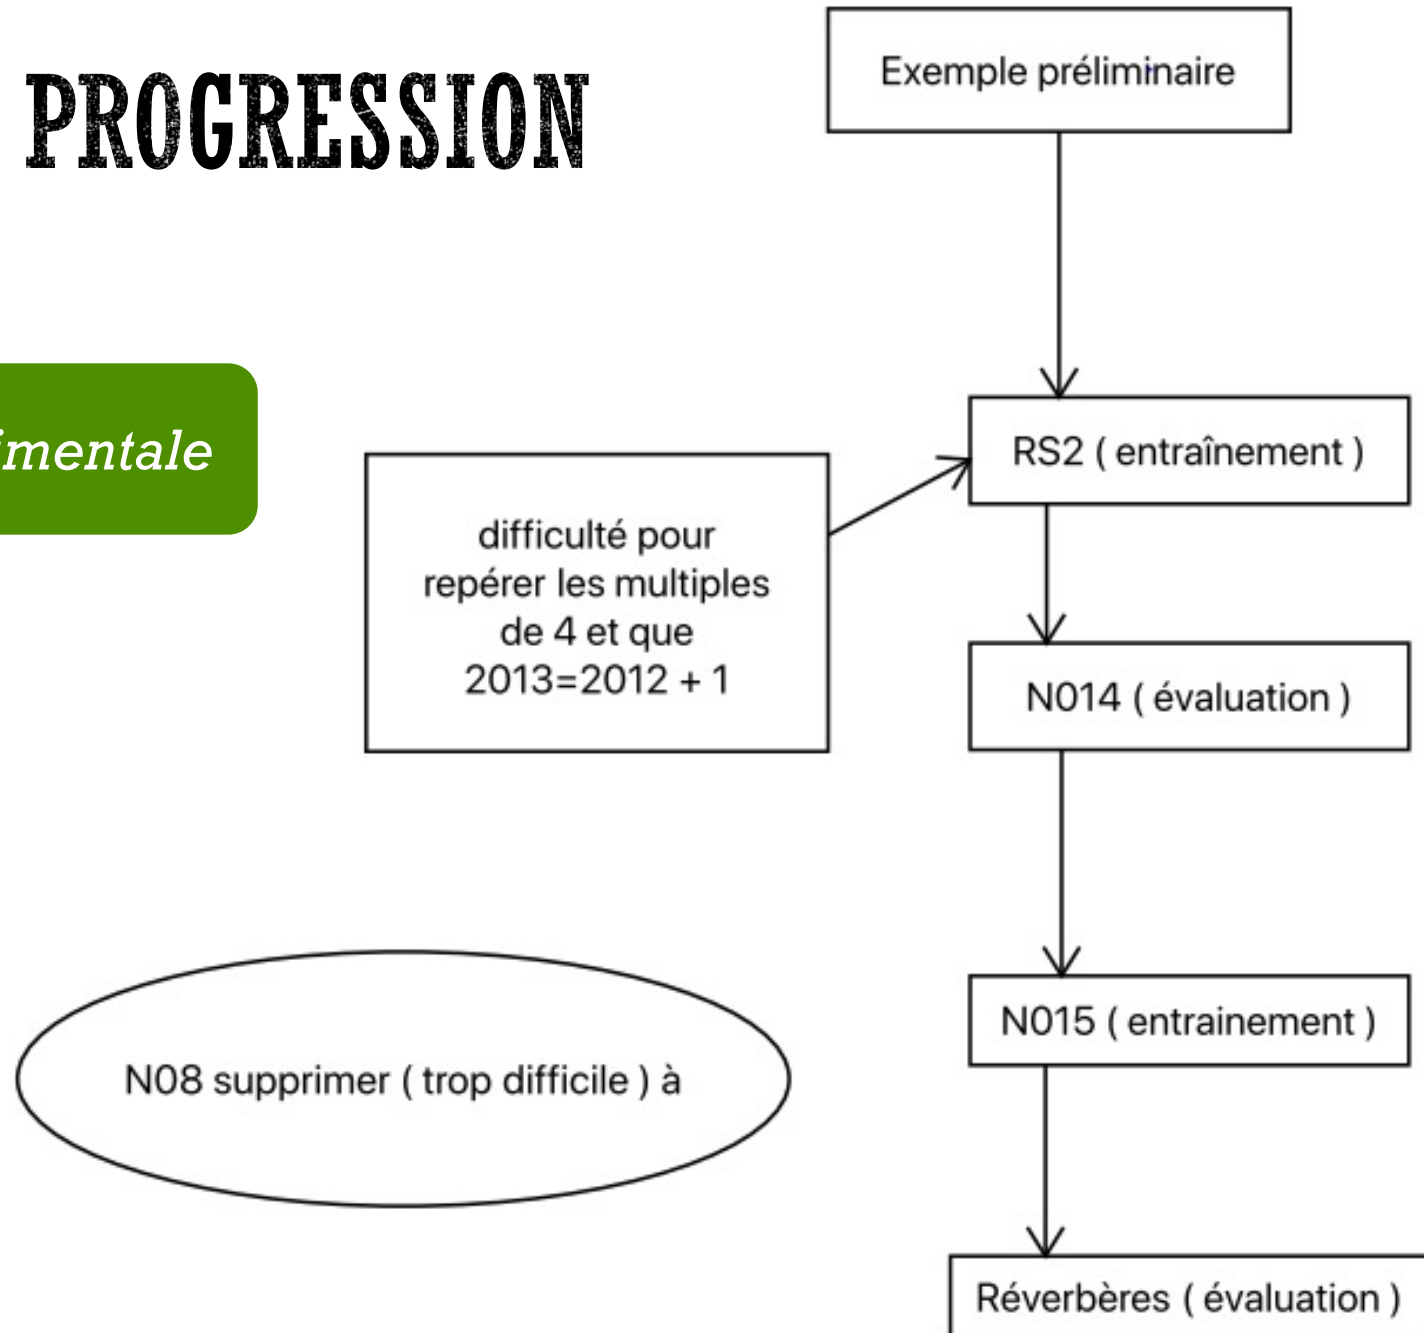 PROGRESSION
Exemple préliminaire
imentale
RS2 ( entraînement )
difficulté pour
repérer les multiples
de 4 et que
2013=2012 + 1
N014 ( évaluation )
N015 ( entrainement )
N08 supprimer ( trop difficile ) à
Réverbères ( évaluation )